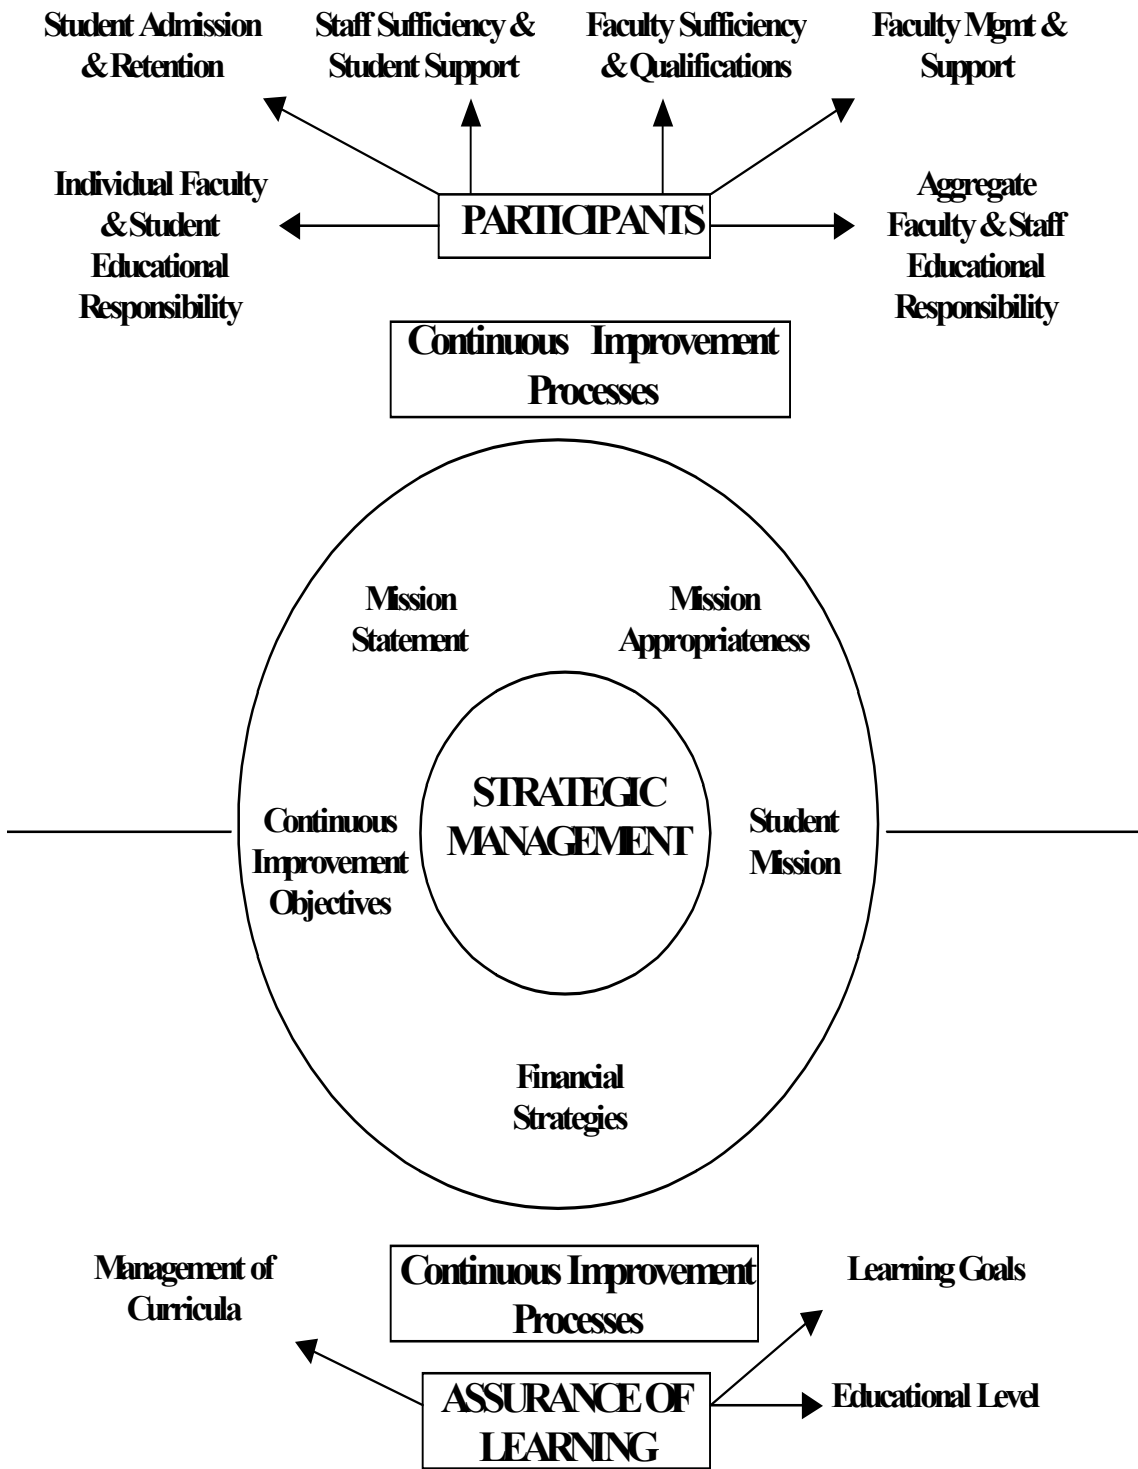 Student Admission
& Retention
Staff Sufficiency &
Student Support
Faculty Sufficiency
& Qualifications
Faculty Mgmt &
Support
Individual Faculty
& Student
Educational
Responsibility
PARTICIPANTS
Aggregate
Faculty & Staff
Educational
Responsibility
Continuous Improvement
Processes
Mission
Statement
Mission
Appropriateness
Continuous
Improvement
Objectives
STRATEGIC
MANAGEMENT
Student
Mission
Financial
Strategies
Management of
Curricula
Continuous Improvement
Processes
Learning Goals
ASSURANCE OF
LEARNING
Educational Level